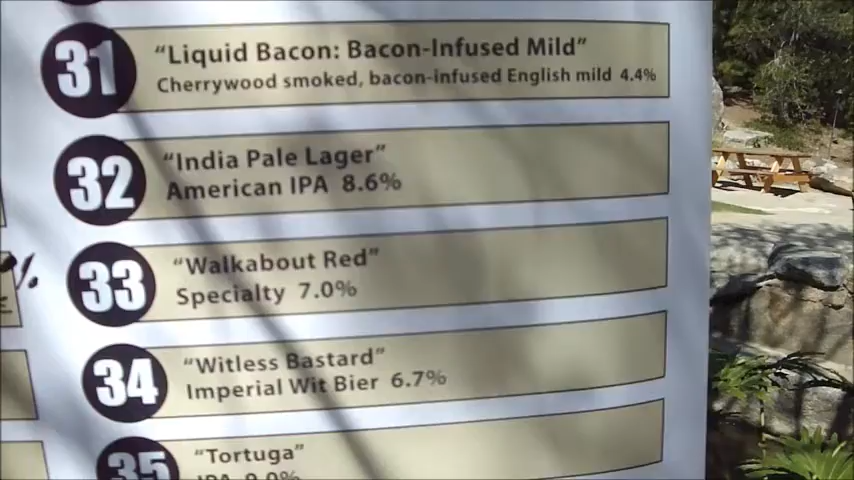 31
"Liquid Bacon: Bacon-Infused Mild"
Cherrywood smoked, bacon-infused English mild 4.4%
32
"India Pale Lager"
American IPA 8.6%
33
"Walkabout Red"
Specialty 7.0%
34
"Witless Bastard"
Imperial Wit Bier 6.7%
35
"Tortuga"
IPA 9.0%
%